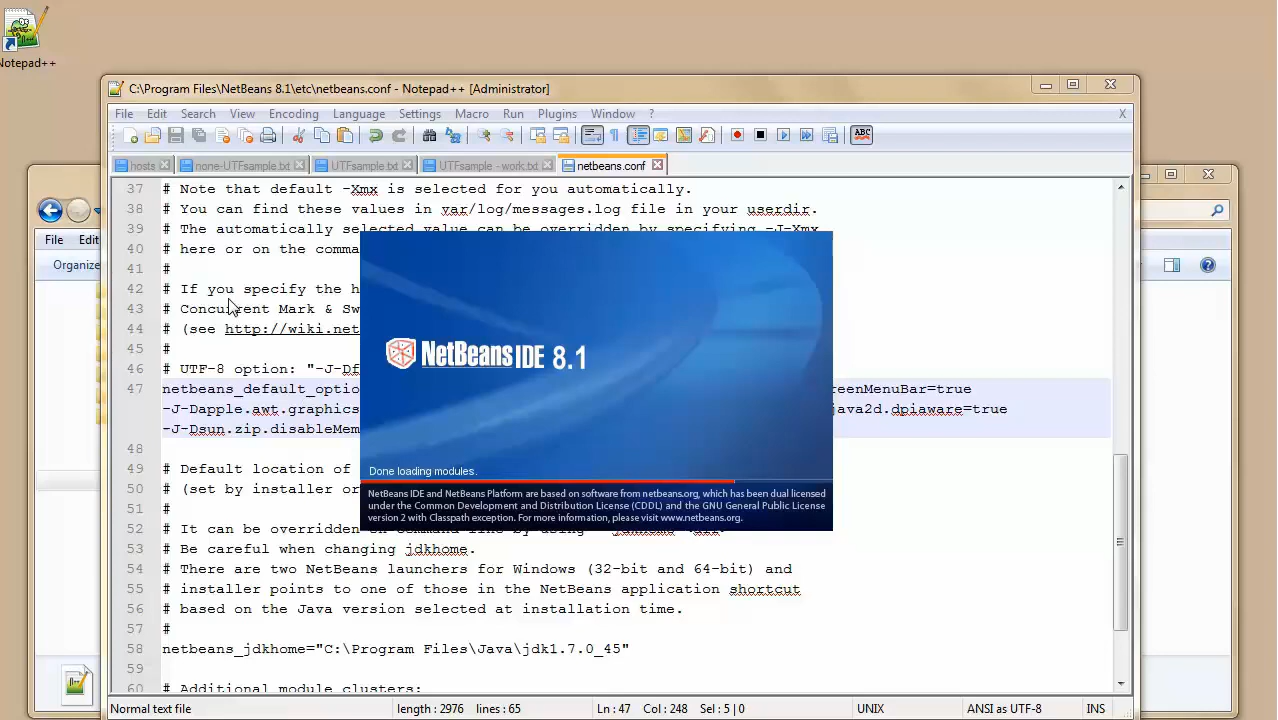 Notepad++
C:\Program Files\NetBeans 8.1\etc\netbeans.conf - Notepad++ [Administrator]
File Edit Search View Encoding Language Settings Macro Run Plugins Window ? X
hosts none-UTFsample.txt UTFsample.txt UTFsample - work.txt netbeans.conf
File Edit
Organize
37 # Note that default -Xmx is selected for you automatically.
38 # You can find these values in var/log/messages.log file in your userdir.
39 # The automatically selected value can be overridden by specifying -J-Xmx
40 # here or on the comma
41 #
42 # If you specify the h
43 # Concurrent Mark & Sw
44 # (see http://wiki.net
45 #
46 # UTF-8 option: "-J-Df
47 netbeans_default_optio reenMenuBar=true
-J-Dapple.awt.graphics java2d.dpiaware=true
-J-Dsun.zip.disableMem
48
49 # Default location of
50 # (set by installer or
51 #
52 # It can be overridden on command line by using
53 # Be careful when changing jdkhome.
54 # There are two NetBeans launchers for Windows (32-bit and 64-bit) and
55 # installer points to one of those in the NetBeans application shortcut
56 # based on the Java version selected at installation time.
57 #
58 netbeans_jdkhome="C:\Program Files\Java\jdk1.7.0_45"
59
60 # Additional module clusters:
NetBeans IDE 8.1
Done loading modules.
NetBeans IDE and NetBeans Platform are based on software from netbeans.org, which has been dual licensed
under the Common Development and Distribution License (CDDL) and the GNU General Public License
version 2 with Classpath exception. For more information, please visit www.netbeans.org.
Normal text file length : 2976 lines : 65 Ln : 47 Col : 248 Sel : 5 | 0 UNIX ANSI as UTF-8 INS